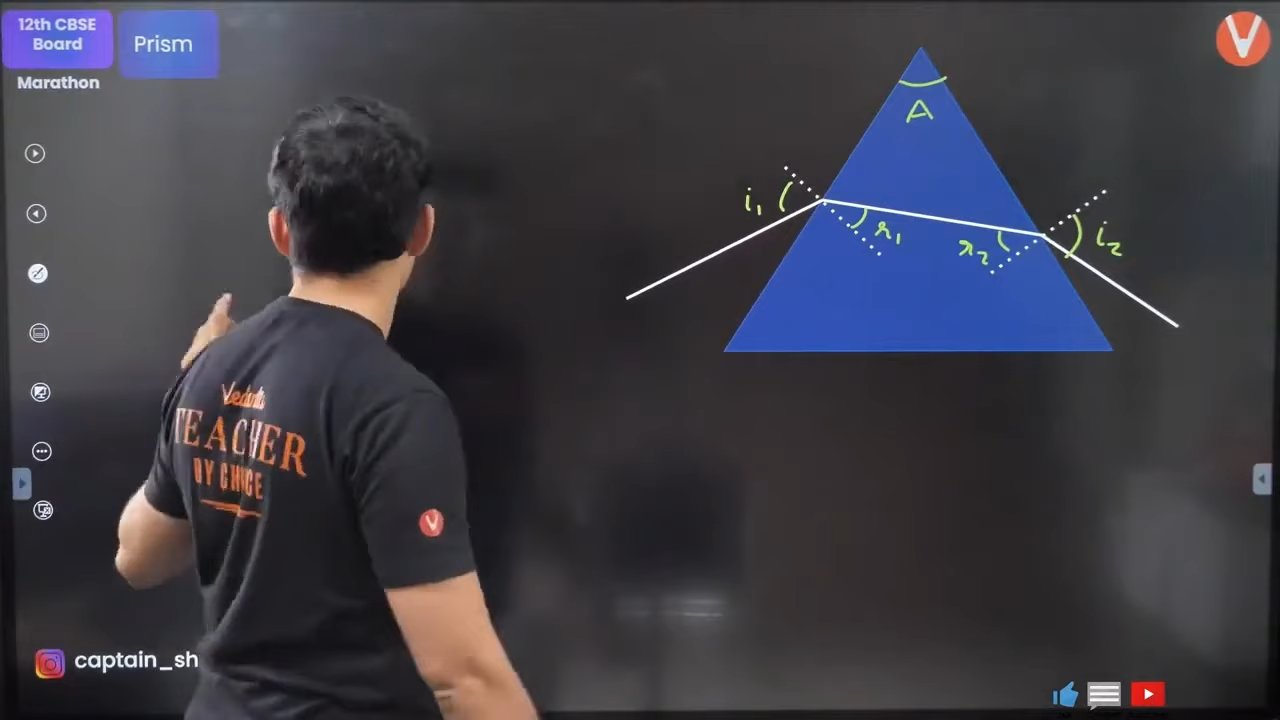 12th CBSE
Board
Prism
Marathon
A
i1
r1
r2
i2
Vedantu
TEACHER
BY CHOICE
captain_sh